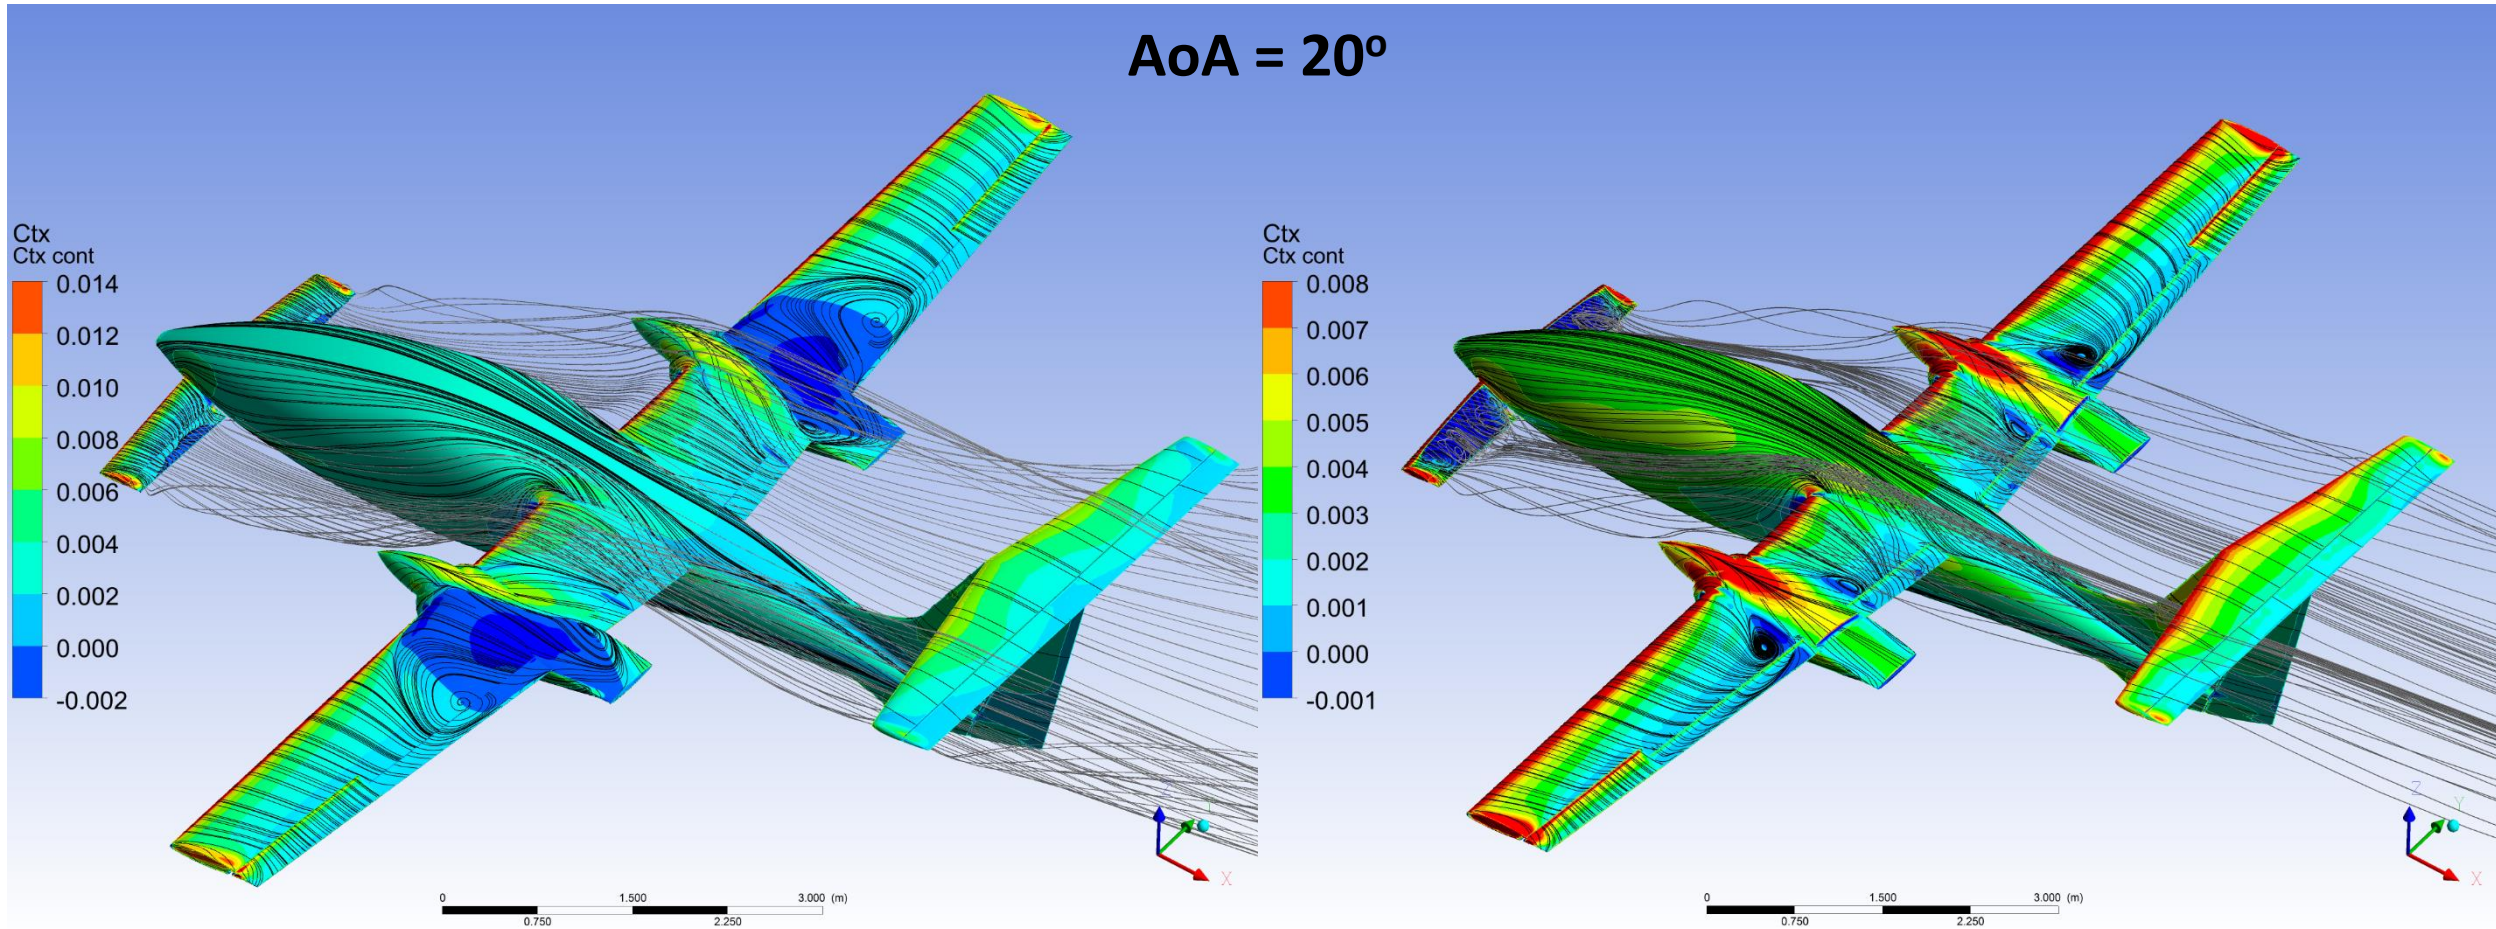 AoA = 20º
Ctx
Ctx cont
0.014
0.012
0.010
0.008
0.006
0.004
0.002
0.000
-0.002
0 1.500 3.000 (m)
0.750 2.250
Z
Y
X
Ctx
Ctx cont
0.008
0.007
0.006
0.005
0.004
0.003
0.002
0.001
0.000
-0.001
0 1.500 3.000 (m)
0.750 2.250
Z
Y
X